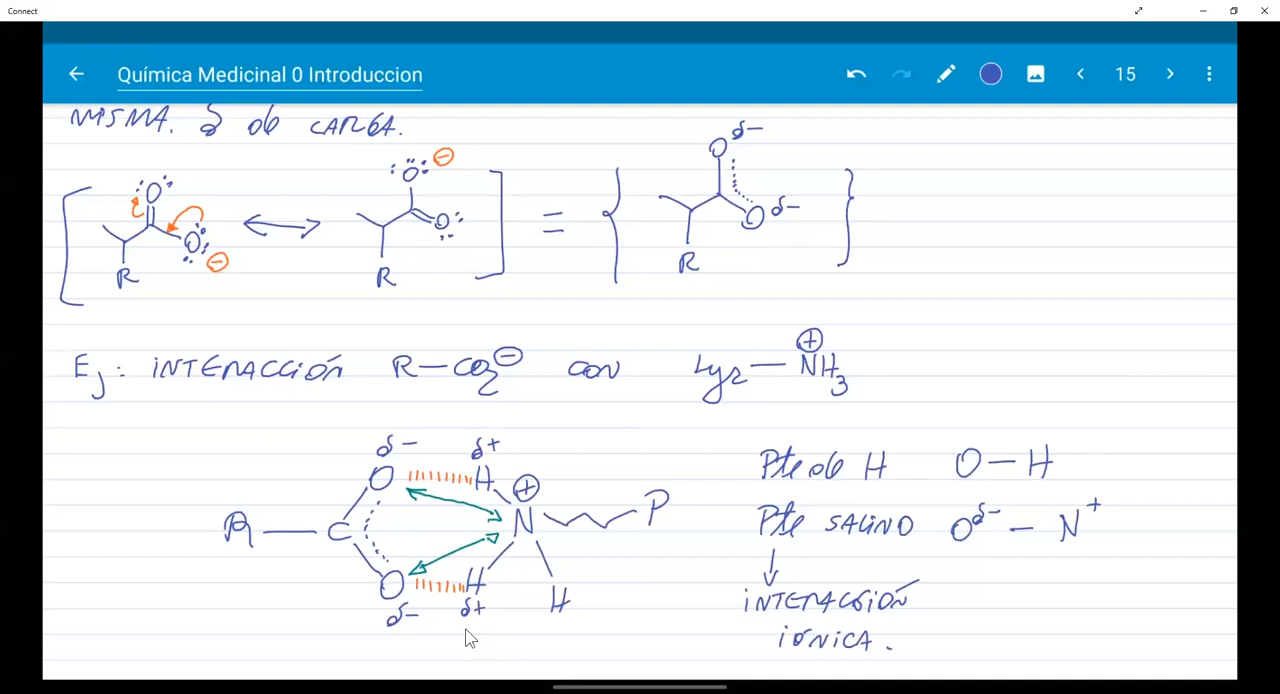 Connect
Química Medicinal 0 Introduccion
15
MISMA. δ de CARGA.
O O ⊖ O δ-
O ⊖ O = O δ-
R R R
Ej: INTERACCIÓN R-CO2⊖ con Lys-NH3⊕
δ- δ+
O H ⊕ Pte de H O-H
R C N P Pte SALINO Oδ- - N+
O H H INTERACCIÓN
δ- δ+ iÓNICA.